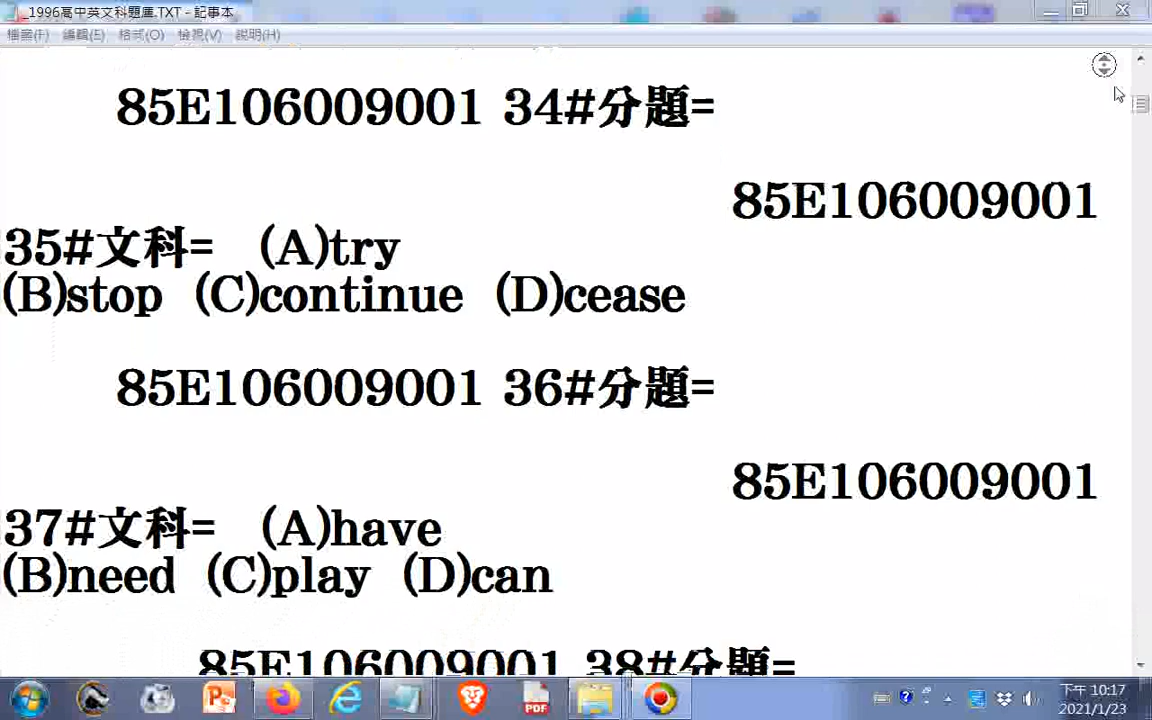 _1996高中英文科題庫.TXT - 記事本
檔案(F) 編輯(E) 格式(O) 檢視(V) 說明(H)
85E106009001 34#分題=
85E106009001
35#文科= (A)try
(B)stop (C)continue (D)cease
85E106009001 36#分題=
85E106009001
37#文科= (A)have
(B)need (C)play (D)can
85E106009001 38#分題=
PDF
下午 10:17
2021/1/23